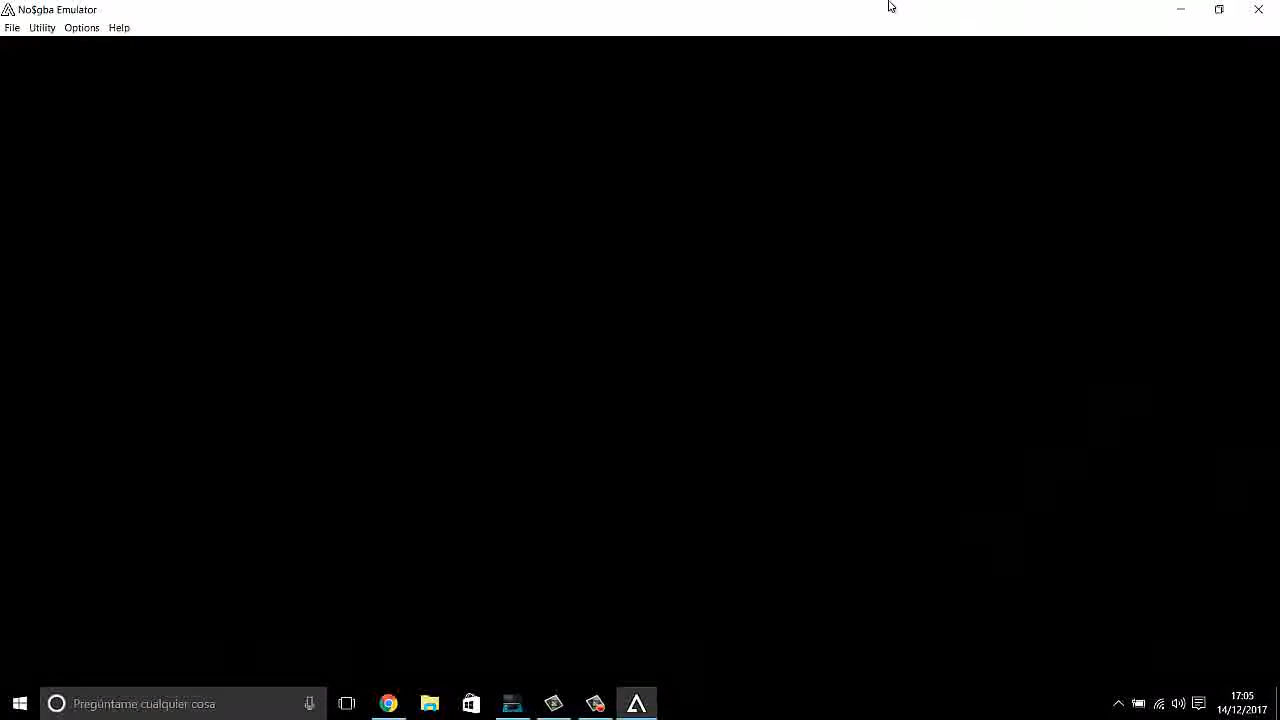 No$gba Emulator
File Utility Options Help
Pregúntame cualquier cosa
17:05
14/12/2017